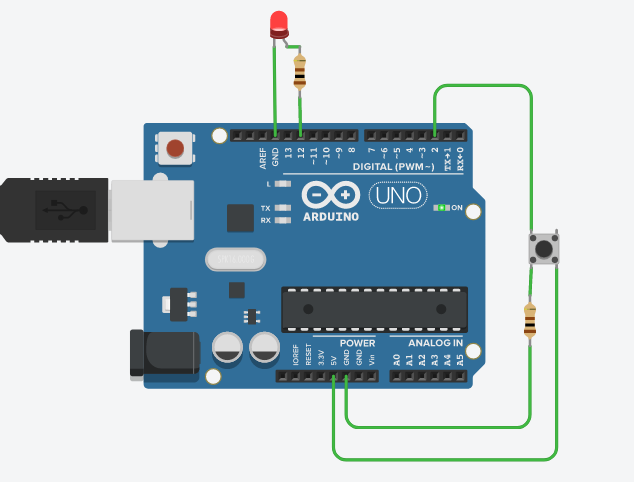 AREF
GND
13
12
~11
~10
~9
8
7
~6
~5
4
~3
2
TX→1
RX←0
DIGITAL (PWM~)
L
TX
RX
ARDUINO
UNO
ON
POWER
ANALOG IN
IOREF
RESET
3.3V
5V
GND
GND
Vin
A0
A1
A2
A3
A4
A5